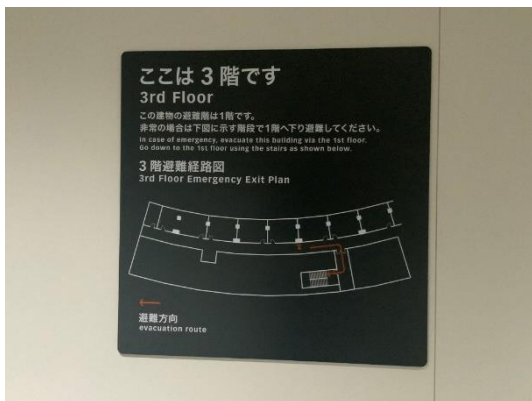 ここは3階です
3rd Floor
この建物の避難階は1階です。
非常の場合は下図に示す階段で1階へ下り避難してください。
In case of emergency, evacuate this building via the 1st floor.
Go down to the 1st floor using the stairs as shown below.
3階避難経路図
3rd Floor Emergency Exit Plan
避難方向
evacuation route